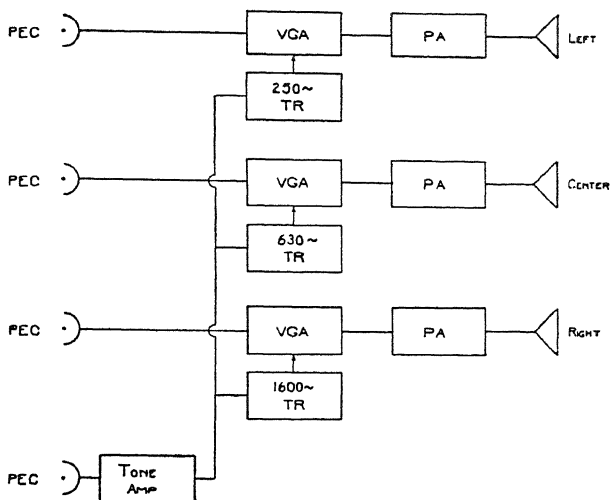 PEC
VGA
PA
LEFT
250~
TR
PEC
VGA
PA
CENTER
630~
TR
PEC
VGA
PA
RIGHT
1600~
TR
PEC
TONE
AMP